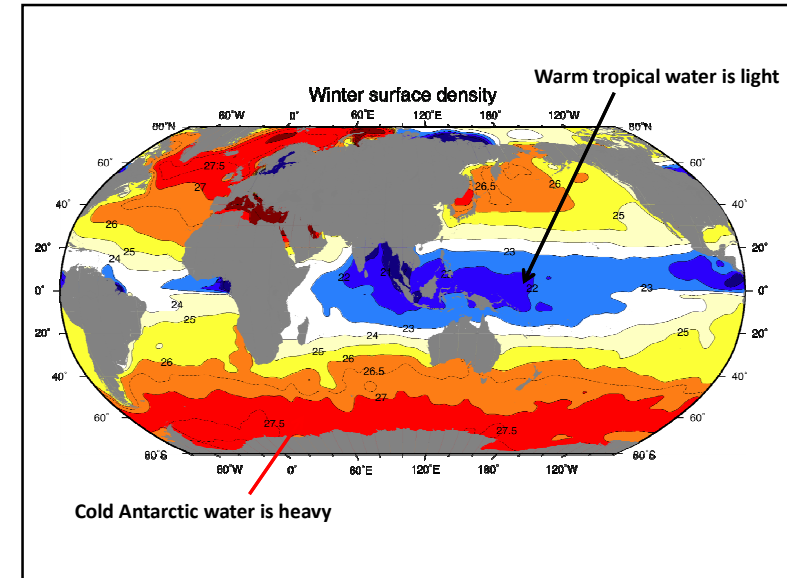 Warm tropical water is light
Winter surface density
60˚W 0˚ 60˚E 120˚E 180˚ 120˚W
80˚N 80˚N
60˚ 60˚
27.5
26.5 26
27
40˚ 40˚
26 25
25 20˚ 23 20˚
24
22 22 23
0˚ 0˚
24
25 23
20˚ 24 25 20˚
25
26 26
40˚ 26.5 40˚
27
60˚ 27.5 27.5 60˚
80˚S 80˚S
60˚W 0˚ 60˚E 120˚E 180˚ 120˚W
Cold Antarctic water is heavy